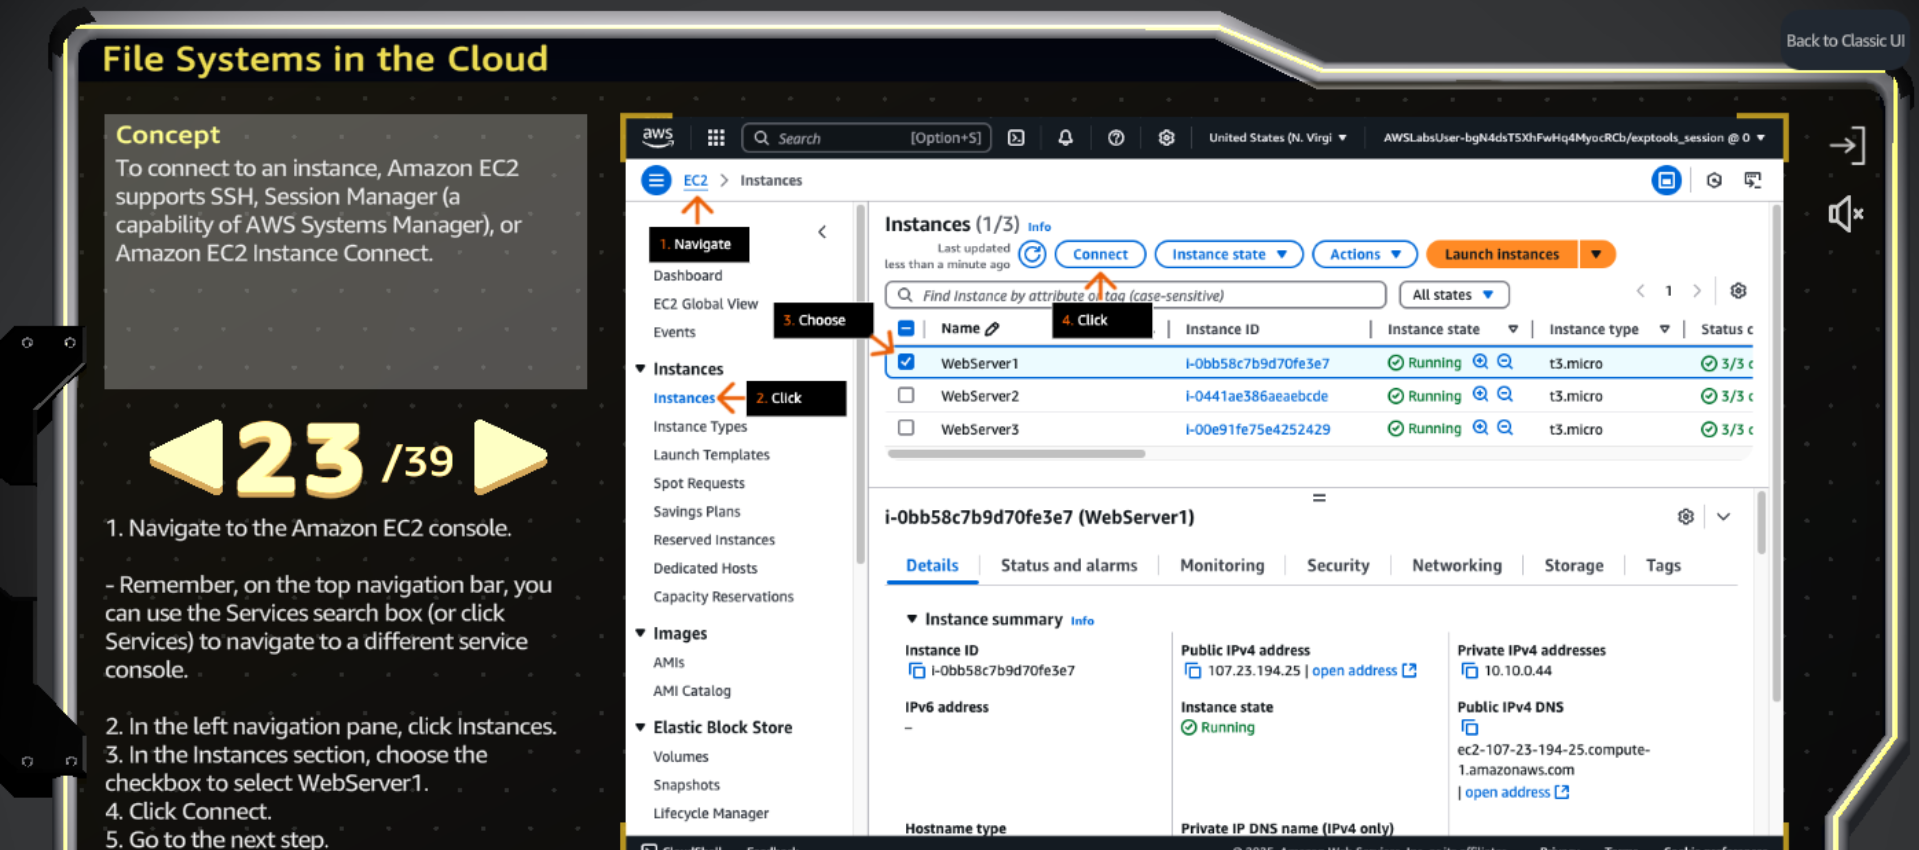 File Systems in the Cloud
Back to Classic UI
Concept
To connect to an instance, Amazon EC2
supports SSH, Session Manager (a
capability of AWS Systems Manager), or
Amazon EC2 Instance Connect.
23 /39
1. Navigate to the Amazon EC2 console.
- Remember, on the top navigation bar, you
can use the Services search box (or click
Services) to navigate to a different service
console.
2. In the left navigation pane, click Instances.
3. In the Instances section, choose the
checkbox to select WebServer1.
4. Click Connect.
5. Go to the next step.
aws
Search [Option+S]
United States (N. Virgi
AWSLabsUser-bgN4dsT5XhFwHq4MyocRCb/exptools_session @ 0
EC2 > Instances
1. Navigate
Dashboard
EC2 Global View
Events
Instances
Instances
2. Click
Instance Types
Launch Templates
Spot Requests
Savings Plans
Reserved Instances
Dedicated Hosts
Capacity Reservations
Images
AMIs
AMI Catalog
Elastic Block Store
Volumes
Snapshots
Lifecycle Manager
Instances (1/3) Info
Last updated
less than a minute ago
Connect
Instance state
Actions
Launch instances
Find Instance by attribute or tag (case-sensitive)
All states
1
3. Choose
4. Click
Name Instance ID Instance state Instance type Status c
WebServer1 i-0bb58c7b9d70fe3e7 Running t3.micro 3/3 c
WebServer2 i-0441ae386aeaebcde Running t3.micro 3/3 c
WebServer3 i-00e91fe75e4252429 Running t3.micro 3/3 c
i-0bb58c7b9d70fe3e7 (WebServer1)
Details Status and alarms Monitoring Security Networking Storage Tags
Instance summary Info
Instance ID
i-0bb58c7b9d70fe3e7
Public IPv4 address
107.23.194.25 | open address
Private IPv4 addresses
10.10.0.44
IPv6 address
–
Instance state
Running
Public IPv4 DNS
ec2-107-23-194-25.compute-
1.amazonaws.com
| open address
Hostname type
Private IP DNS name (IPv4 only)